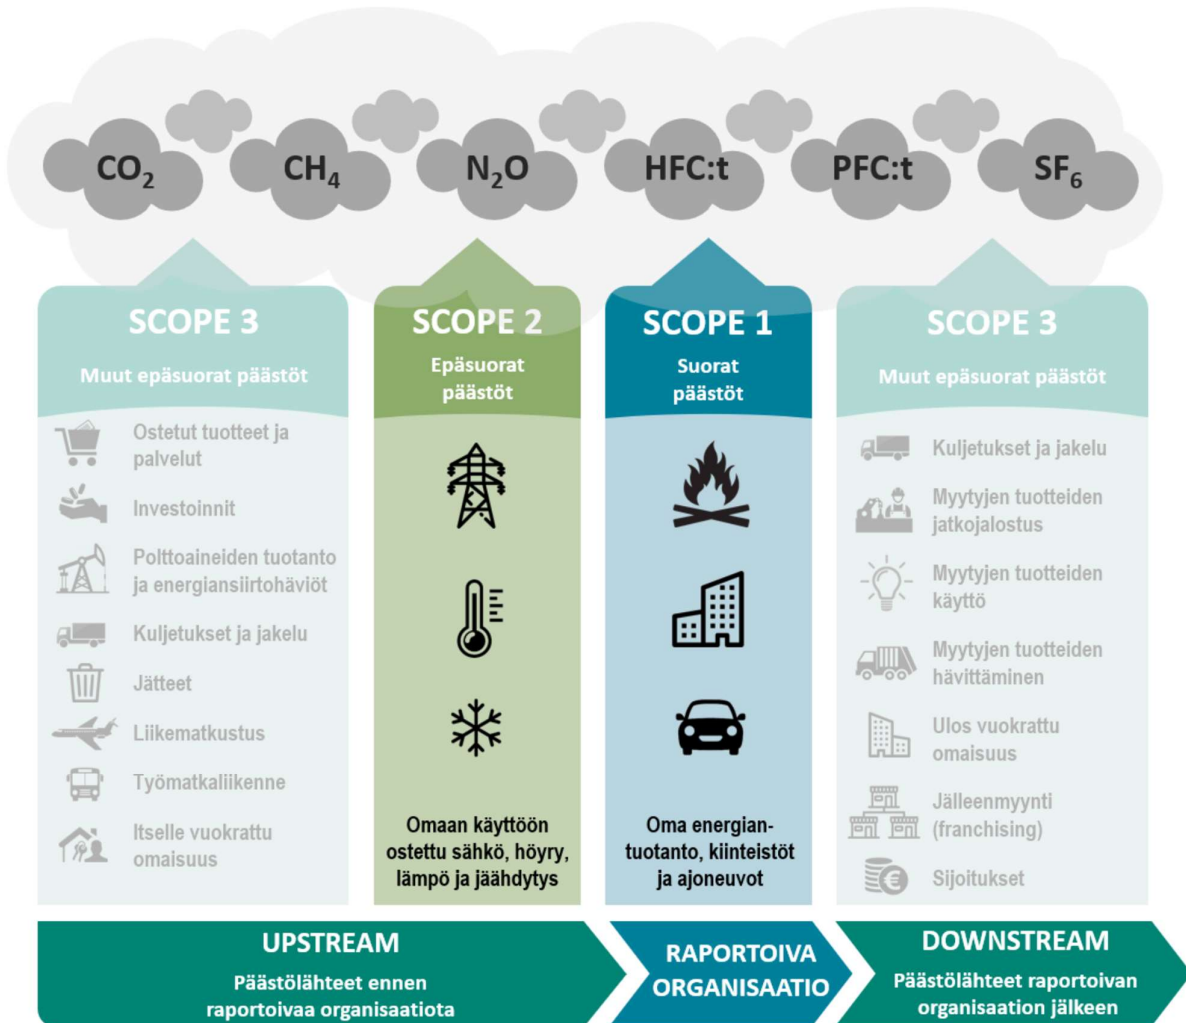 CO₂
CH₄
N₂O
HFC:t
PFC:t
SF₆
SCOPE 3
Muut epäsuorat päästöt
Ostetut tuotteet ja
palvelut
Investoinnit
Polttoaineiden tuotanto
ja energiansiirtohäviöt
Kuljetukset ja jakelu
Jätteet
Liikematkustus
Työmatkaliikenne
Itselle vuokrattu
omaisuus
SCOPE 2
Epäsuorat
päästöt
Omaan käyttöön
ostettu sähkö, höyry,
lämpö ja jäähdytys
SCOPE 1
Suorat
päästöt
Oma energian-
tuotanto, kiinteistöt
ja ajoneuvot
SCOPE 3
Muut epäsuorat päästöt
Kuljetukset ja jakelu
Myytyjen tuotteiden
jatkojalostus
Myytyjen tuotteiden
käyttö
Myytyjen tuotteiden
hävittäminen
Ulos vuokrattu
omaisuus
Jälleenmyynti
(franchising)
Sijoitukset
UPSTREAM
Päästölähteet ennen
raportoivaa organisaatiota
RAPORTOIVA
ORGANISAATIO
DOWNSTREAM
Päästölähteet raportoivan
organisaation jälkeen